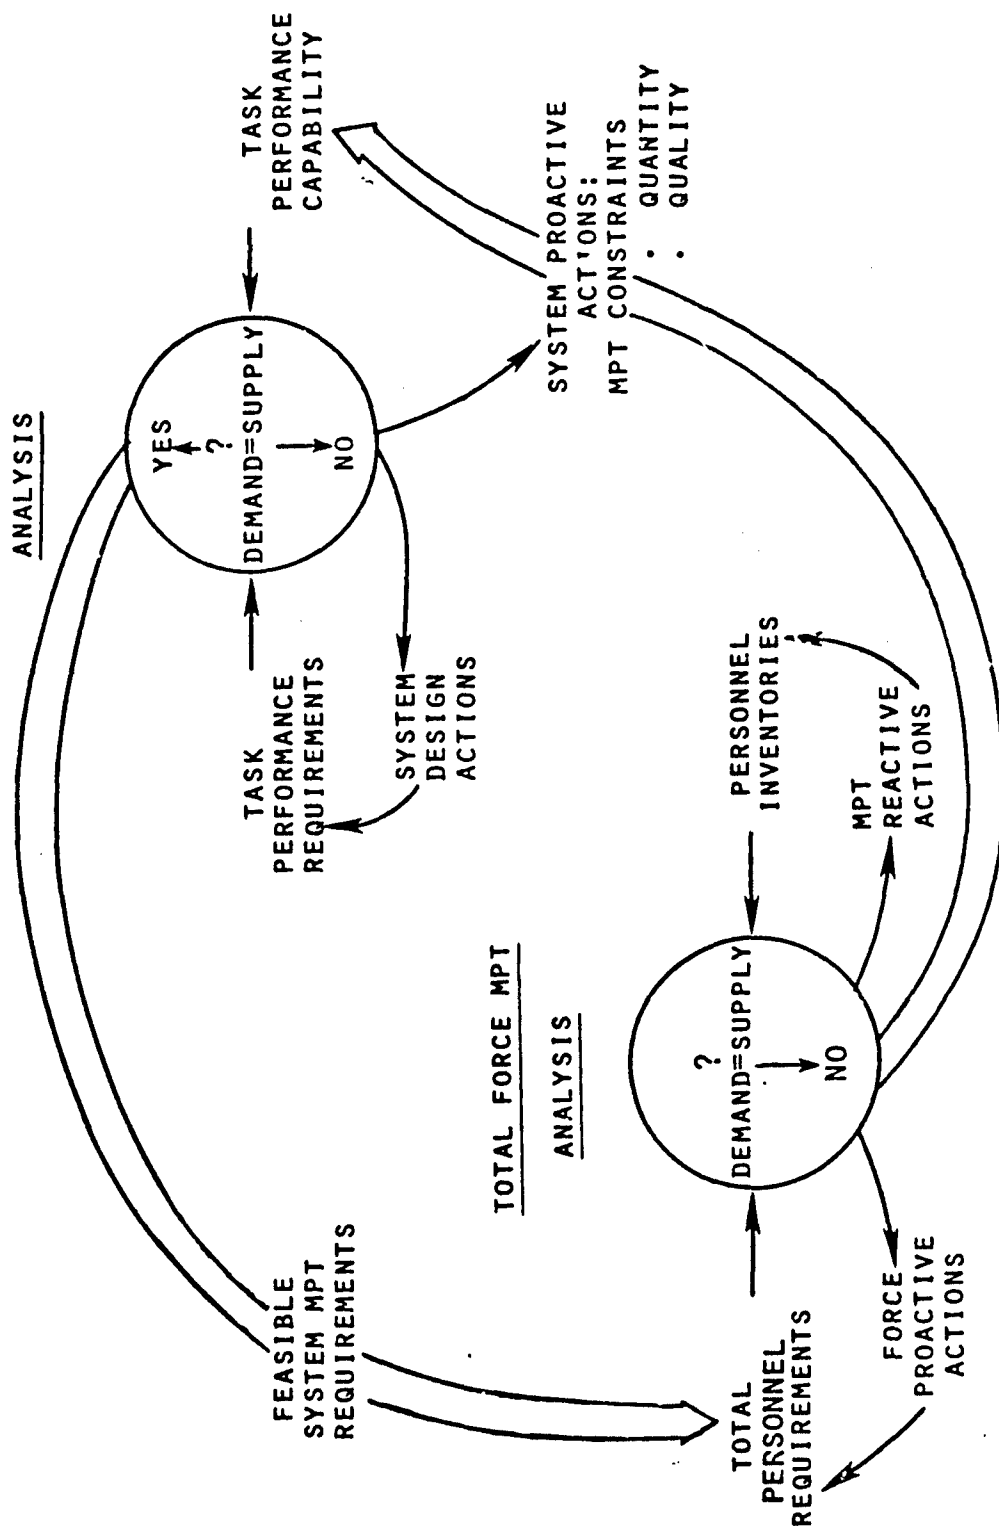 ANALYSIS
YES
?
DEMAND=SUPPLY
NO
TASK
PERFORMANCE
REQUIREMENTS
TASK
PERFORMANCE
CAPABILITY
SYSTEM
DESIGN
ACTIONS
SYSTEM PROACTIVE
ACT'ONS:
MPT CONSTRAINTS
• QUANTITY
• QUALITY
FEASIBLE
SYSTEM MPT
REQUIREMENTS
TOTAL FORCE MPT
ANALYSIS
?
DEMAND=SUPPLY
NO
TOTAL
PERSONNEL
REQUIREMENTS
PERSONNEL
INVENTORIES
FORCE
PROACTIVE
ACTIONS
MPT
REACTIVE
ACTIONS